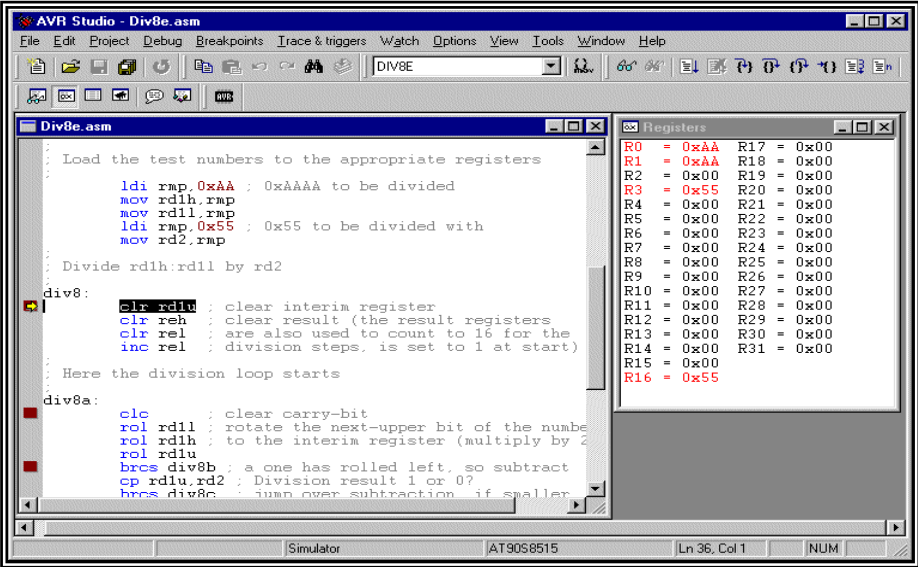 AVR Studio - Div8e.asm
File Edit Project Debug Breakpoints Trace & triggers Watch Options View Tools Window Help
DIV8E
AVR
Div8e.asm
;
; Load the test numbers to the appropriate registers
;
ldi rmp,0xAA ; 0xAAAA to be divided
mov rd1h,rmp
mov rd1l,rmp
ldi rmp,0x55 ; 0x55 to be divided with
mov rd2,rmp
;
; Divide rd1h:rd1l by rd2
;
div8:
clr rd1u ; clear interim register
clr reh ; clear result (the result registers
clr rel ; are also used to count to 16 for the
inc rel ; division steps, is set to 1 at start)
;
; Here the division loop starts
;
div8a:
clc ; clear carry-bit
rol rd1l ; rotate the next-upper bit of the numbe
rol rd1h ; to the interim register (multiply by 2
rol rd1u
brcs div8b ; a one has rolled left, so subtract
cp rd1u,rd2 ; Division result 1 or 0?
brcs div8c ; jump over subtraction, if smaller
Registers
R0 = 0xAA R17 = 0x00
R1 = 0xAA R18 = 0x00
R2 = 0x00 R19 = 0x00
R3 = 0x55 R20 = 0x00
R4 = 0x00 R21 = 0x00
R5 = 0x00 R22 = 0x00
R6 = 0x00 R23 = 0x00
R7 = 0x00 R24 = 0x00
R8 = 0x00 R25 = 0x00
R9 = 0x00 R26 = 0x00
R10 = 0x00 R27 = 0x00
R11 = 0x00 R28 = 0x00
R12 = 0x00 R29 = 0x00
R13 = 0x00 R30 = 0x00
R14 = 0x00 R31 = 0x00
R15 = 0x00
R16 = 0x55
Simulator AT90S8515 Ln 36, Col 1 NUM